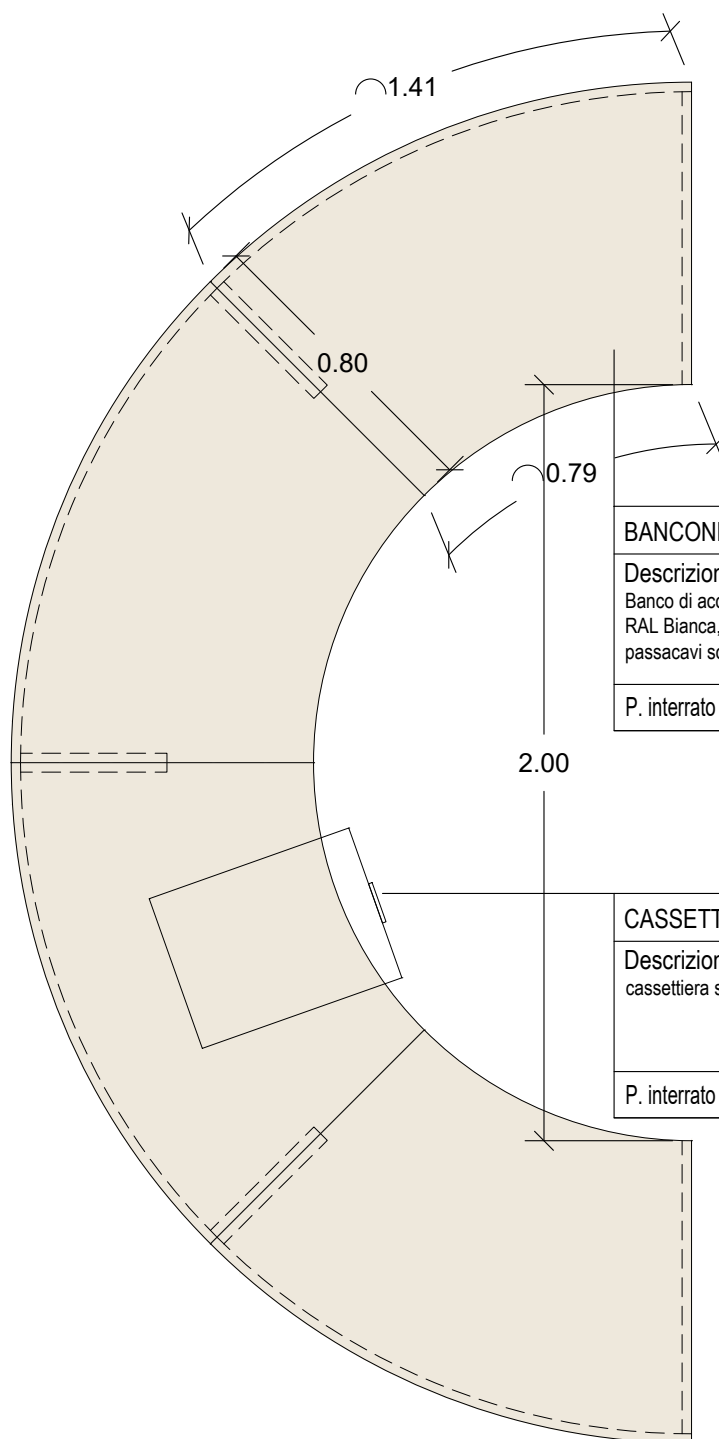 1.41
0.80
0.79
BANCON
Descrizion
Banco di acc
RAL Bianca,
passacavi so
P. interrato
2.00
CASSETT
Descrizion
cassettiera s
P. interrato